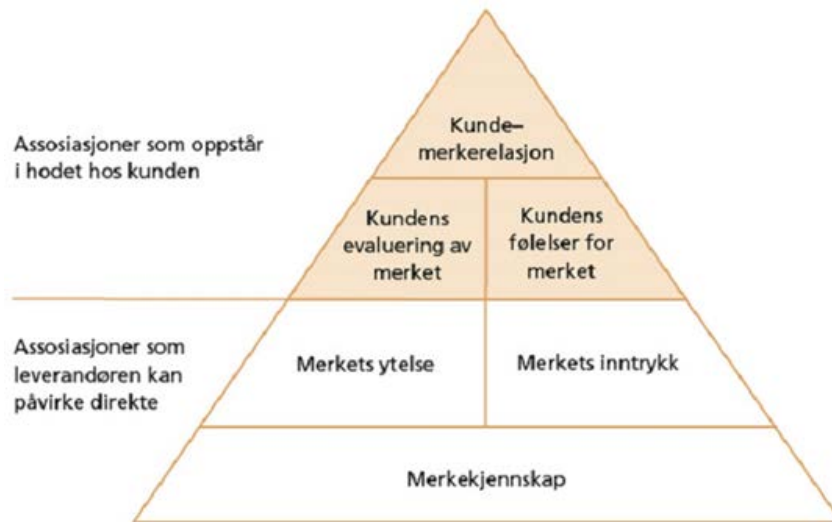 Assosiasjoner som oppstår
i hodet hos kunden
Kunde–
merkerelasjon
Kundens
evaluering av
merket
Kundens
følelser for
merket
Assosiasjoner som
leverandøren kan
påvirke direkte
Merkets ytelse
Merkets inntrykk
Merkekjennskap